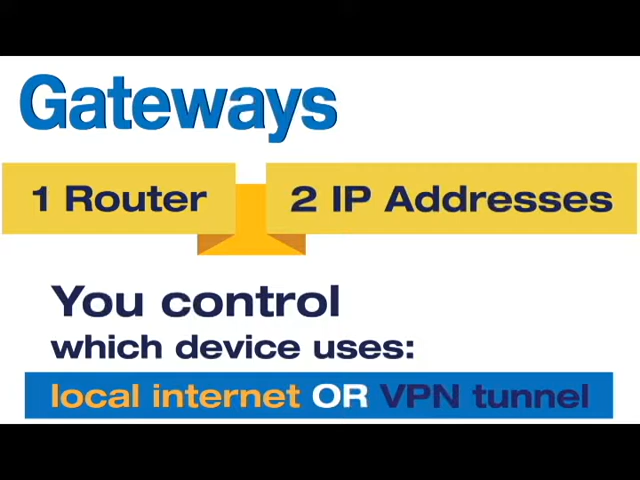 Gateways
1 Router
2 IP Addresses
You control
which device uses:
local internet OR VPN tunnel